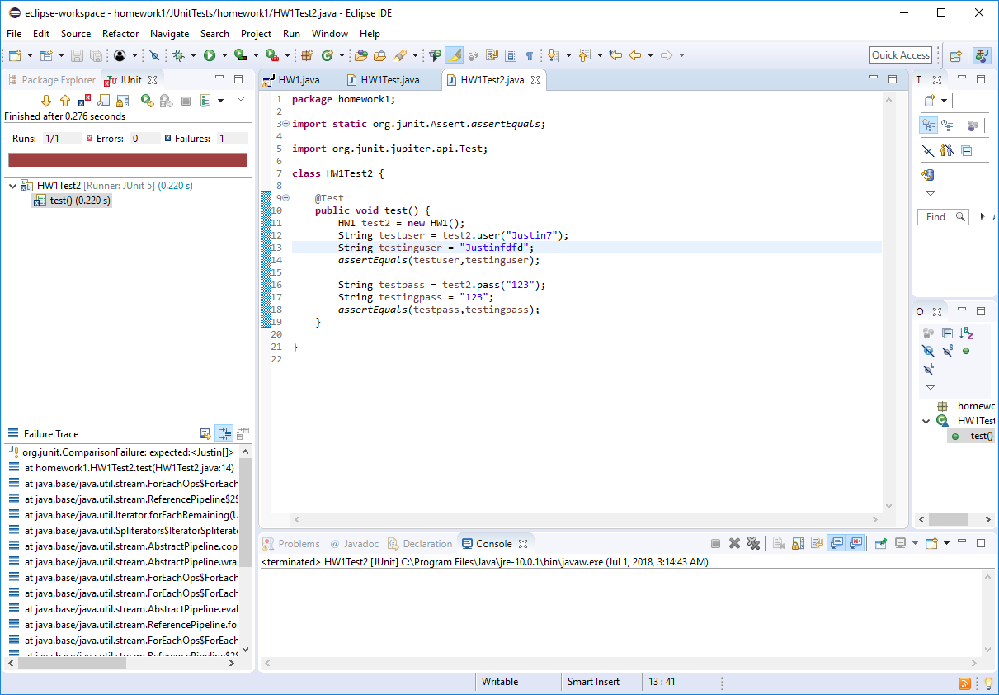 eclipse-workspace - homework1/JUnitTests/homework1/HW1Test2.java - Eclipse IDE
File Edit Source Refactor Navigate Search Project Run Window Help
Quick Access
Package Explorer JUnit
Finished after 0.276 seconds
Runs: 1/1 Errors: 0 Failures: 1
HW1Test2 [Runner: JUnit 5] (0.220 s)
test() (0.220 s)
Failure Trace
org.junit.ComparisonFailure: expected:<Justin[]>
at homework1.HW1Test2.test(HW1Test2.java:14)
at java.base/java.util.stream.ForEachOps$ForEach
at java.base/java.util.stream.ReferencePipeline$2$
at java.base/java.util.Iterator.forEachRemaining(U
at java.base/java.util.Spliterators$IteratorSpliterato
at java.base/java.util.stream.AbstractPipeline.copy
at java.base/java.util.stream.AbstractPipeline.wrap
at java.base/java.util.stream.ForEachOps$ForEach
at java.base/java.util.stream.ForEachOps$ForEach
at java.base/java.util.stream.AbstractPipeline.eval
at java.base/java.util.stream.ReferencePipeline.for
at java.base/java.util.stream.ForEachOps$ForEach
at java.base/java.util.stream.ReferencePipeline$2$
HW1.java HW1Test.java HW1Test2.java
1 package homework1;
2
3 import static org.junit.Assert.assertEquals;
4
5 import org.junit.jupiter.api.Test;
6
7 class HW1Test2 {
8
9 @Test
10 public void test() {
11 HW1 test2 = new HW1();
12 String testuser = test2.user("Justin7");
13 String testinguser = "Justinfdfd";
14 assertEquals(testuser,testinguser);
15
16 String testpass = test2.pass("123");
17 String testingpass = "123";
18 assertEquals(testpass,testingpass);
19 }
20
21 }
22
T
Find
O
homewo
HW1Test
test()
Problems @ Javadoc Declaration Console
<terminated> HW1Test2 [JUnit] C:\Program Files\Java\jre-10.0.1\bin\javaw.exe (Jul 1, 2018, 3:14:43 AM)
Writable Smart Insert 13 : 41